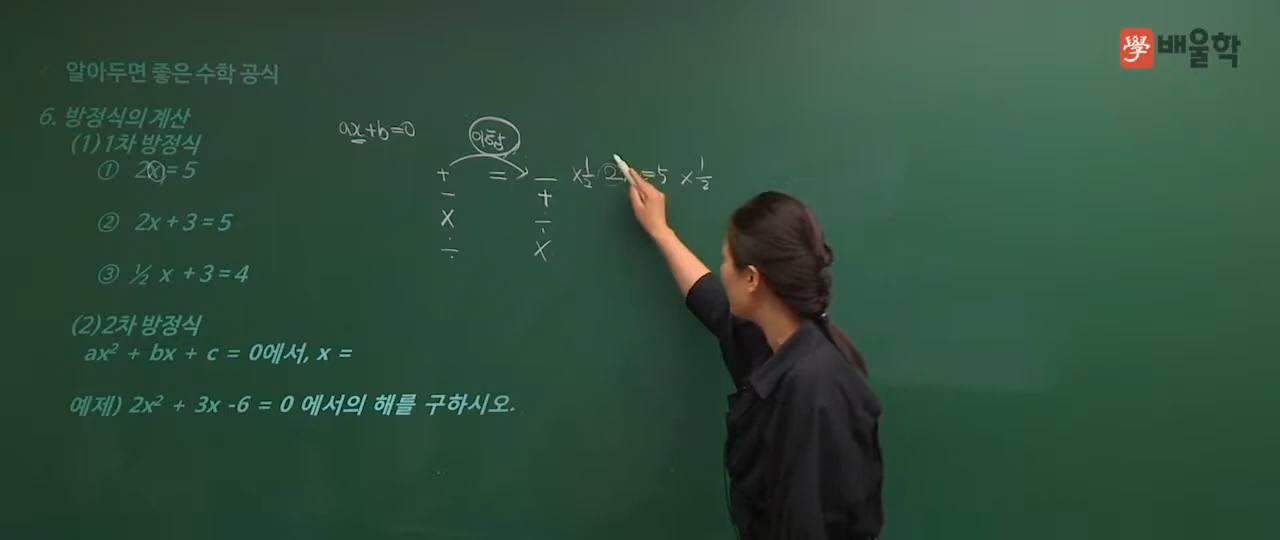 學 배울학
알아두면 좋은 수학 공식
6. 방정식의 계산
(1) 1차 방정식
① 2x = 5
② 2x + 3 = 5
③ ½ x + 3 = 4
(2) 2차 방정식
ax² + bx + c = 0에서, x =
예제) 2x² + 3x -6 = 0 에서의 해를 구하시오.
ax+b=0
이항
+ = −
− +
× ÷
÷ ×
×½ 2 =5 ×½